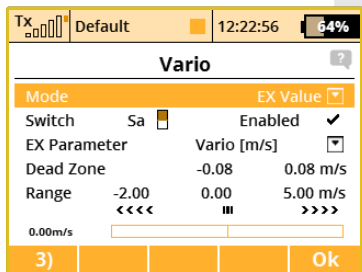 Tx Default 12:22:56 64%
Vario ?
Mode EX Value
Switch Sa Enabled ✔
EX Parameter Vario [m/s]
Dead Zone -0.08 0.08 m/s
Range -2.00 0.00 5.00 m/s
<<<< III >>>>
0.00m/s
3) Ok